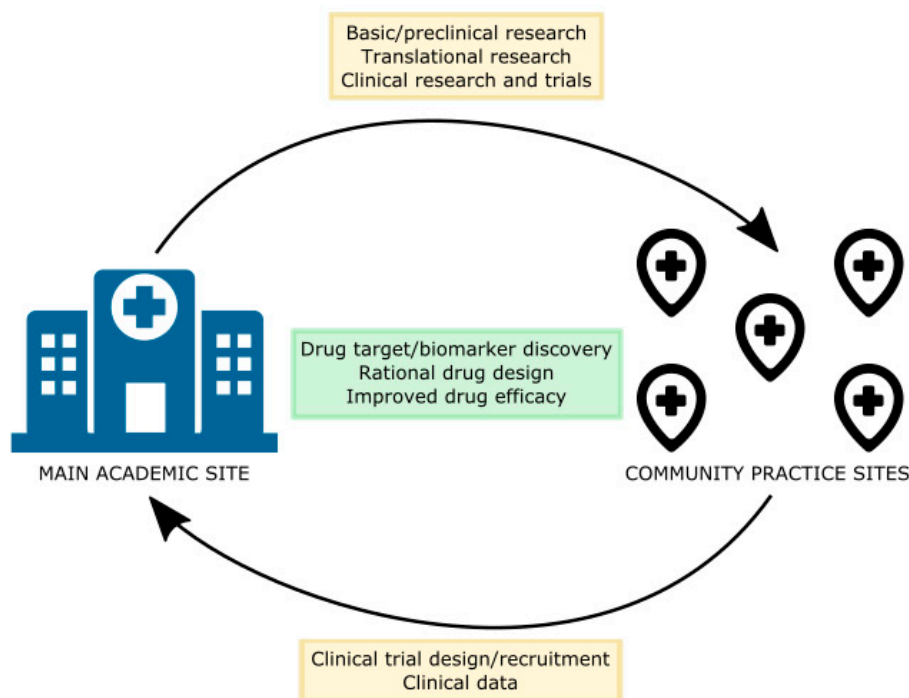 Basic/preclinical research
Translational research
Clinical research and trials
Drug target/biomarker discovery
Rational drug design
Improved drug efficacy
MAIN ACADEMIC SITE
COMMUNITY PRACTICE SITES
Clinical trial design/recruitment
Clinical data